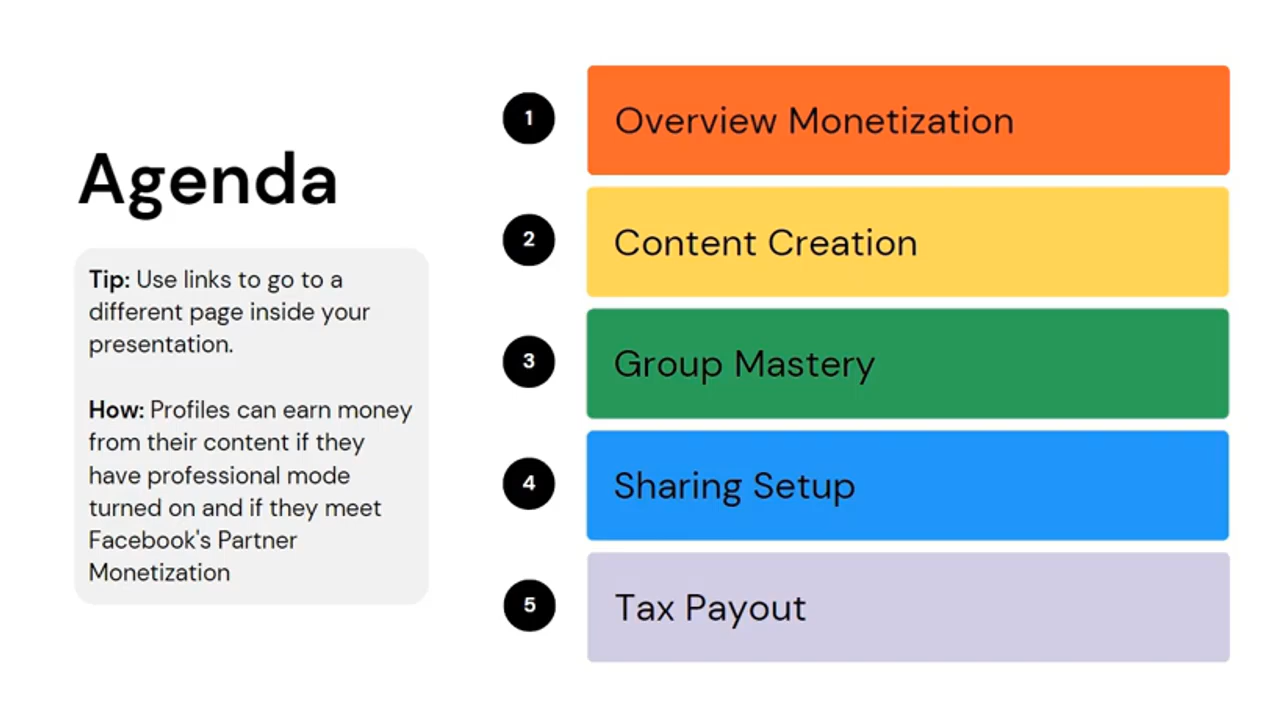 Agenda
Tip: Use links to go to a
different page inside your
presentation.
How: Profiles can earn money
from their content if they
have professional mode
turned on and if they meet
Facebook's Partner
Monetization
1
Overview Monetization
2
Content Creation
3
Group Mastery
4
Sharing Setup
5
Tax Payout